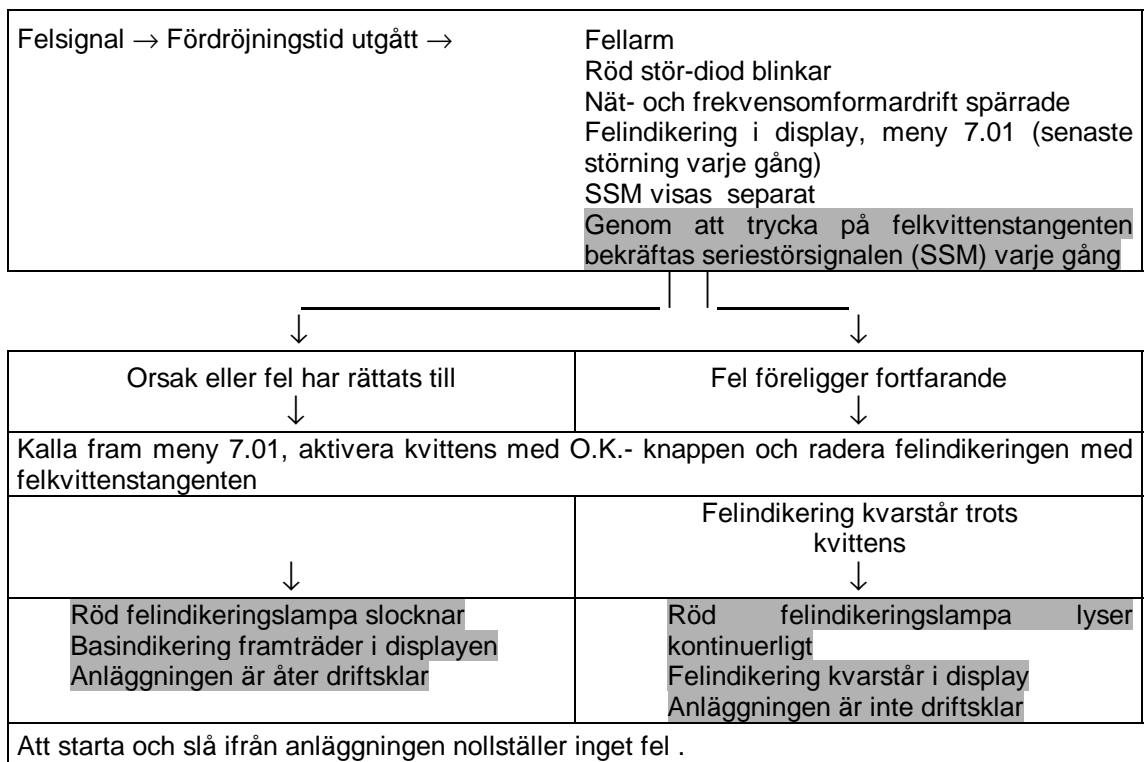 Felsignal → Fördröjningstid utgått →
Fellarm
Röd stör-diod blinkar
Nät- och frekvensomformardrift spärrade
Felindikering i display, meny 7.01 (senaste
störning varje gång)
SSM visas separat
Genom att trycka på felkvittenstangenten
bekräftas seriestörsignalen (SSM) varje gång
↓
↓
Orsak eller fel har rättats till
↓
Fel föreligger fortfarande
↓
Kalla fram meny 7.01, aktivera kvittens med O.K.- knappen och radera felindikeringen med
felkvittenstangenten
↓
Felindikering kvarstår trots
kvittens
↓
Röd felindikeringslampa slocknar
Basindikering framträder i displayen
Anläggningen är åter driftsklar
Röd felindikeringslampa lyser
kontinuerligt
Felindikering kvarstår i display
Anläggningen är inte driftsklar
Att starta och slå ifrån anläggningen nollställer inget fel .